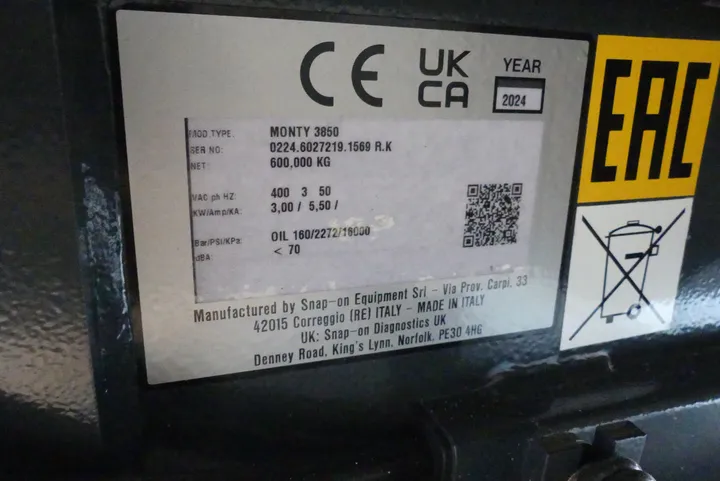 CE
UK
CA
YEAR
2024
EAC
MOD TYPE: MONTY 3850
SER NO: 0224.6027219.1569 R.K
NET: 600,000 KG
VAC ph HZ: 400 3 50
KW/Amp/KA: 3,00 / 5,50 /
Bar/PSI/KPa: OIL 160/2272/16000
dBA: < 70
Manufactured by Snap-on Equipment Srl - Via Prov. Carpi, 33
42015 Correggio (RE) ITALY - MADE IN ITALY
UK: Snap-on Diagnostics UK
Denney Road, King's Lynn, Norfolk, PE30 4HG